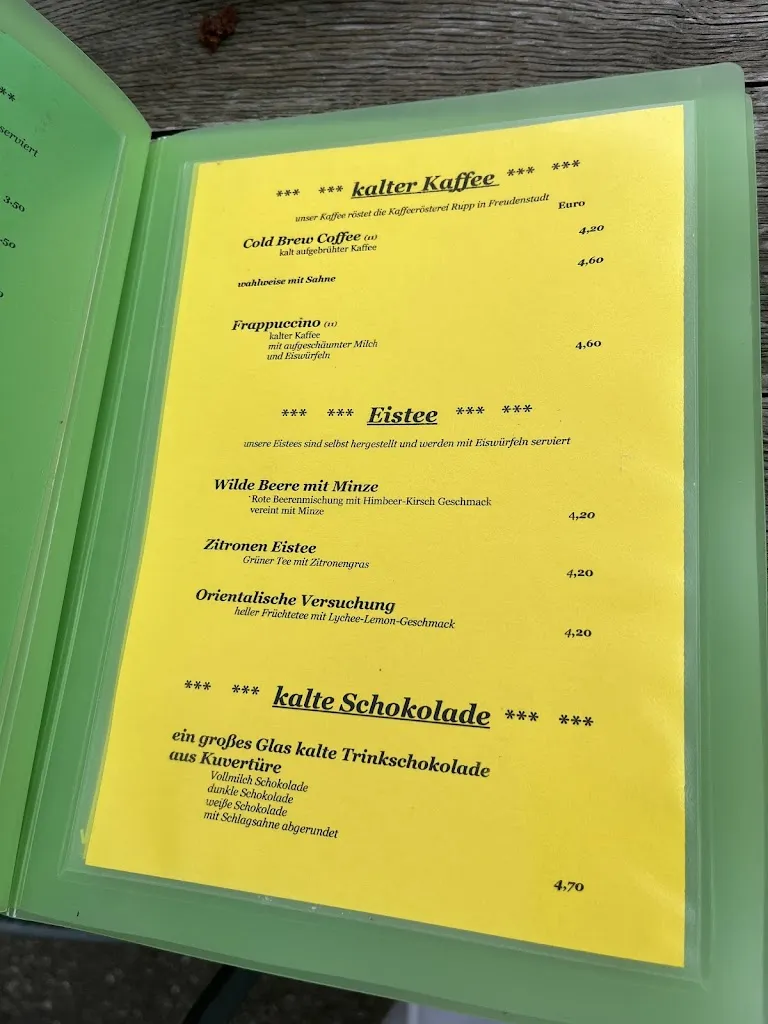 **
serviert
3.50
*** *** kalter Kaffee *** ***
unser Kaffee röstet die Kaffeerösterei Rupp in Freudenstadt Euro
Cold Brew Coffee (11) 4,20
kalt aufgebrühter Kaffee
wahlweise mit Sahne 4,60
Frappuccino (11)
kalter Kaffee
mit aufgeschäumter Milch 4,60
und Eiswürfeln
*** *** Eistee *** ***
unsere Eistees sind selbst hergestellt und werden mit Eiswürfeln serviert
Wilde Beere mit Minze
`Rote Beerenmischung mit Himbeer-Kirsch Geschmack
vereint mit Minze 4,20
Zitronen Eistee
Grüner Tee mit Zitronengras 4,20
Orientalische Versuchung
heller Früchtetee mit Lychee-Lemon-Geschmack 4,20
*** *** kalte Schokolade *** ***
ein großes Glas kalte Trinkschokolade
aus Kuvertüre
Vollmilch Schokolade
dunkle Schokolade
weiße Schokolade
mit Schlagsahne abgerundet
4,70